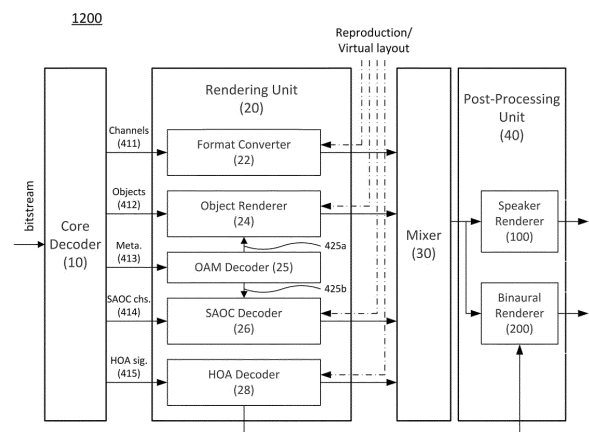 1200
Reproduction/
Virtual layout
Rendering Unit
(20)
Post-Processing
Unit
(40)
Channels
(411)
Format Converter
(22)
Objects
(412)
Object Renderer
(24)
Speaker
Renderer
(100)
bitstream
Core
Decoder
(10)
Mixer
(30)
425a
Meta.
(413)
OAM Decoder (25)
425b
SAOC chs.
(414)
SAOC Decoder
(26)
Binaural
Renderer
(200)
HOA sig.
(415)
HOA Decoder
(28)